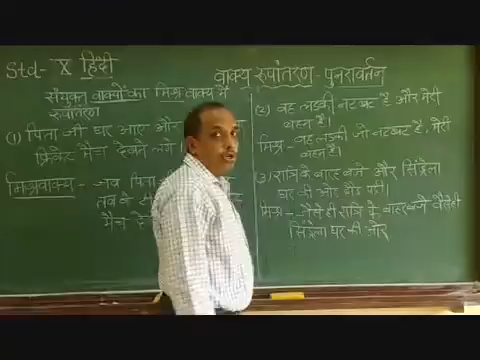 Std- X हिंदी
वाक्य रूपांतरण - पुनरावर्तन
संयुक्त वाक्यों का मिश्र वाक्य में
रूपांतरण
(1) पिता जी घर आए और
क्रिकेट मैच देखने लगे।
मिश्रवाक्य - जब पिता
तब वे
मैच
(2) वह लड़की नटखट है और मेरी
बहन है।
मिश्र - वह लड़की जो नटखट है, मेरी
बहन है।
(3) रात्रि के बारह बजे और सिंड्रेला
घर की ओर दौड़ पड़ी।
मिश्र - जैसे ही रात्रि के बारह बजे वैसे ही
सिंड्रेला घर की ओर